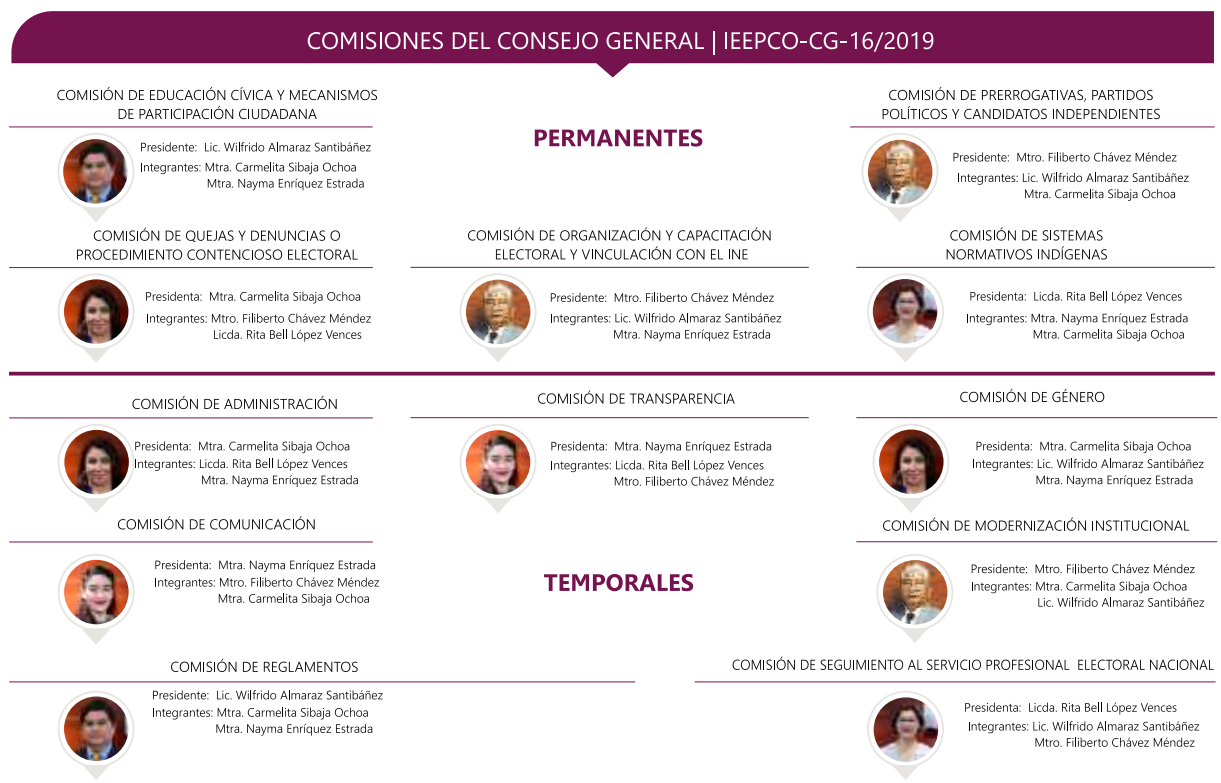 COMISIONES DEL CONSEJO GENERAL | IEEPCO-CG-16/2019
COMISIÓN DE EDUCACIÓN CÍVICA Y MECANISMOS
DE PARTICIPACIÓN CIUDADANA
Presidente: Lic. Wilfrido Almaraz Santibáñez
Integrantes: Mtra. Carmelita Sibaja Ochoa
Mtra. Nayma Enríquez Estrada
PERMANENTES
COMISIÓN DE PRERROGATIVAS, PARTIDOS
POLÍTICOS Y CANDIDATOS INDEPENDIENTES
Presidente: Mtro. Filiberto Chávez Méndez
Integrantes: Lic. Wilfrido Almaraz Santibáñez
Mtra. Carmelita Sibaja Ochoa
COMISIÓN DE QUEJAS Y DENUNCIAS O
PROCEDIMIENTO CONTENCIOSO ELECTORAL
Presidenta: Mtra. Carmelita Sibaja Ochoa
Integrantes: Mtro. Filiberto Chávez Méndez
Licda. Rita Bell López Vences
COMISIÓN DE ORGANIZACIÓN Y CAPACITACIÓN
ELECTORAL Y VINCULACIÓN CON EL INE
Presidente: Mtro. Filiberto Chávez Méndez
Integrantes: Lic. Wilfrido Almaraz Santibáñez
Mtra. Nayma Enríquez Estrada
COMISIÓN DE SISTEMAS
NORMATIVOS INDÍGENAS
Presidenta: Licda. Rita Bell López Vences
Integrantes: Mtra. Nayma Enríquez Estrada
Mtra. Carmelita Sibaja Ochoa
COMISIÓN DE ADMINISTRACIÓN
Presidenta: Mtra. Carmelita Sibaja Ochoa
Integrantes: Licda. Rita Bell López Vences
Mtra. Nayma Enríquez Estrada
COMISIÓN DE TRANSPARENCIA
Presidenta: Mtra. Nayma Enríquez Estrada
Integrantes: Licda. Rita Bell López Vences
Mtro. Filiberto Chávez Méndez
COMISIÓN DE GÉNERO
Presidenta: Mtra. Carmelita Sibaja Ochoa
Integrantes: Lic. Wilfrido Almaraz Santibáñez
Mtra. Nayma Enríquez Estrada
COMISIÓN DE COMUNICACIÓN
Presidenta: Mtra. Nayma Enríquez Estrada
Integrantes: Mtro. Filiberto Chávez Méndez
Mtra. Carmelita Sibaja Ochoa
TEMPORALES
COMISIÓN DE MODERNIZACIÓN INSTITUCIONAL
Presidente: Mtro. Filiberto Chávez Méndez
Integrantes: Mtra. Carmelita Sibaja Ochoa
Lic. Wilfrido Almaraz Santibáñez
COMISIÓN DE REGLAMENTOS
Presidente: Lic. Wilfrido Almaraz Santibáñez
Integrantes: Mtra. Carmelita Sibaja Ochoa
Mtra. Nayma Enríquez Estrada
COMISIÓN DE SEGUIMIENTO AL SERVICIO PROFESIONAL ELECTORAL NACIONAL
Presidenta: Licda. Rita Bell López Vences
Integrantes: Lic. Wilfrido Almaraz Santibáñez
Mtro. Filiberto Chávez Méndez